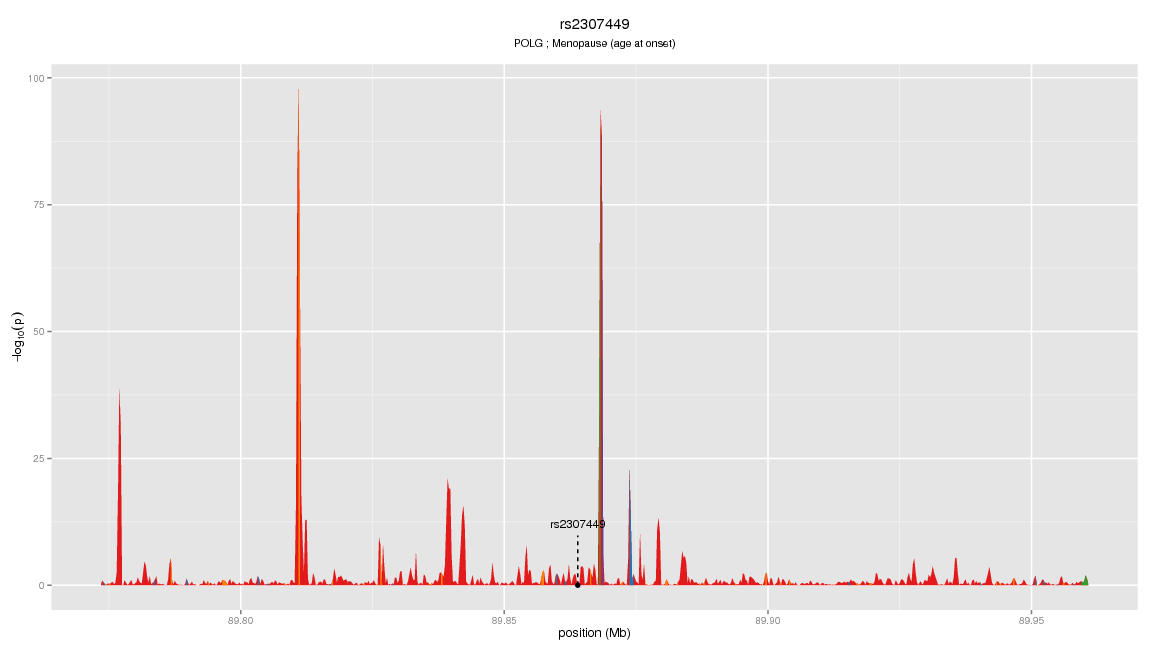 rs2307449
POLG ; Menopause (age at onset)
100
75
50
25
0
−log10(p)
rs2307449
89.80 89.85 89.90 89.95
position (Mb)